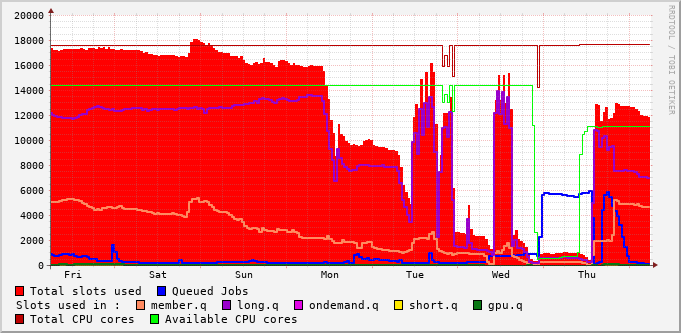 20000
18000
16000
14000
12000
10000
8000
6000
4000
2000
0
Fri Sat Sun Mon Tue Wed Thu
RRDTOOL / TOBI OETIKER
Total slots used Queued Jobs
Slots used in : member.q long.q ondemand.q short.q gpu.q
Total CPU cores Available CPU cores